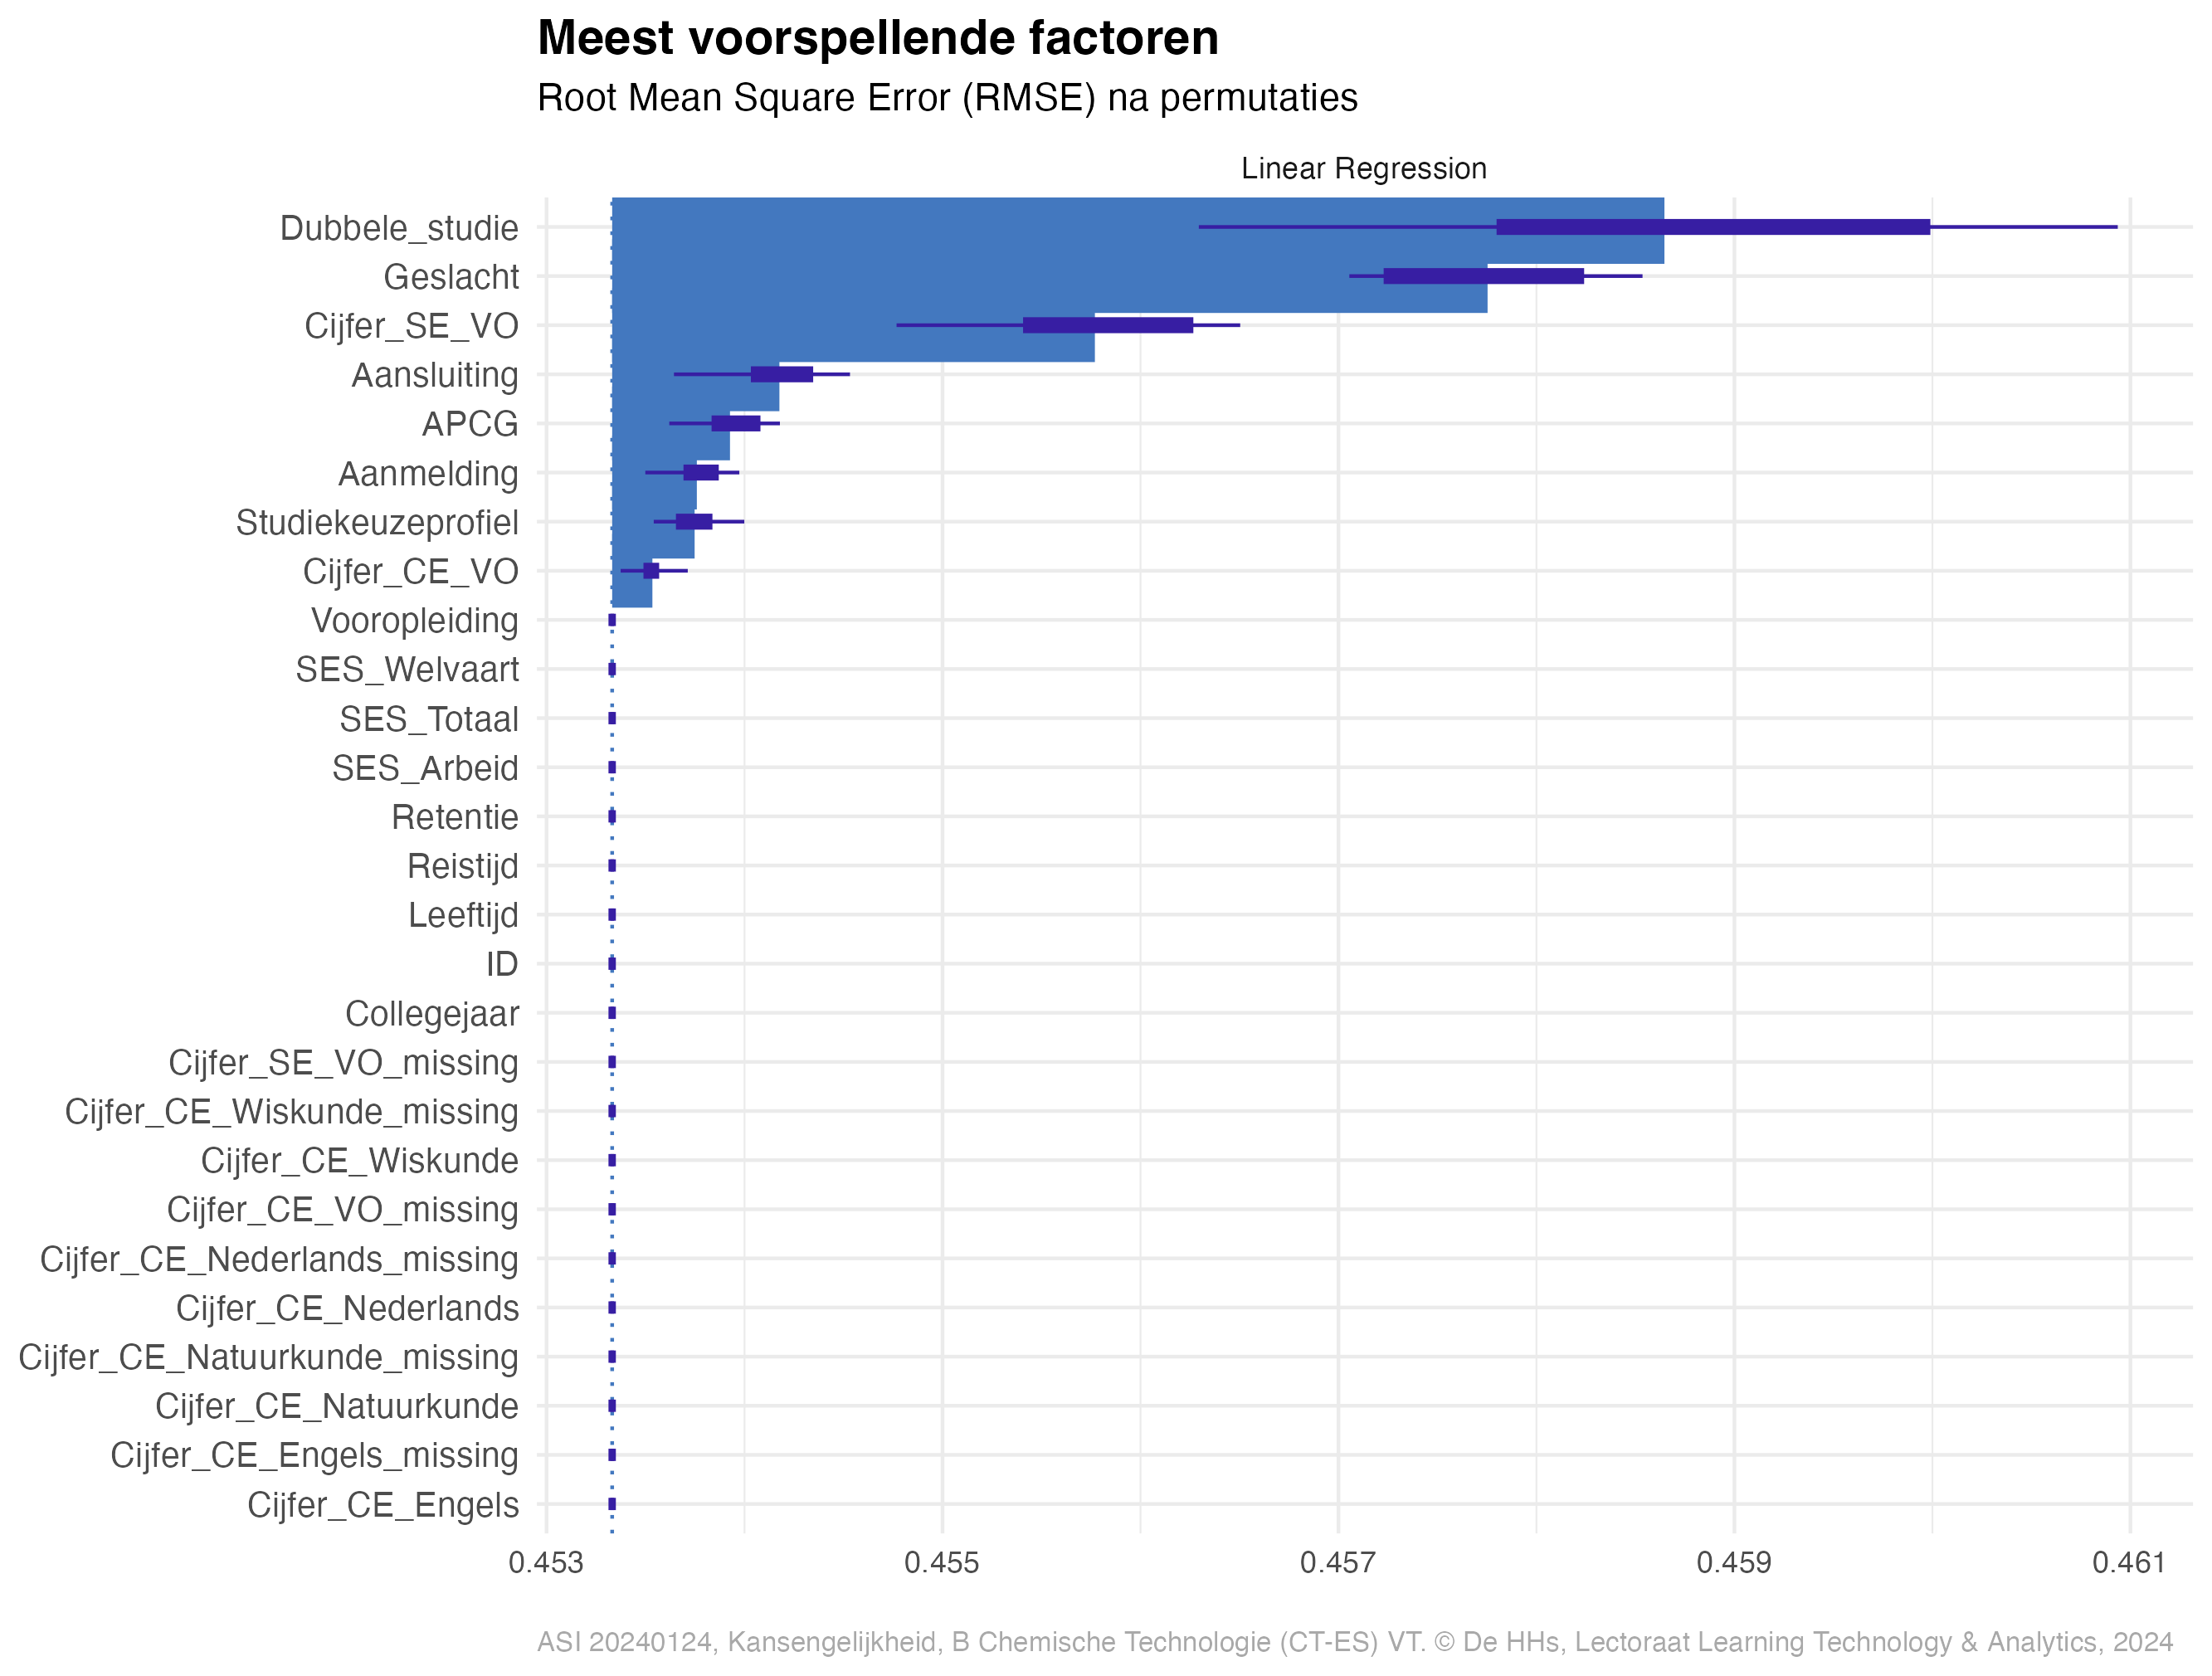 Meest voorspellende factoren
Root Mean Square Error (RMSE) na permutaties
Linear Regression
Dubbele_studie
Geslacht
Cijfer_SE_VO
Aansluiting
APCG
Aanmelding
Studiekeuzeprofiel
Cijfer_CE_VO
Vooropleiding
SES_Welvaart
SES_Totaal
SES_Arbeid
Retentie
Reistijd
Leeftijd
ID
Collegejaar
Cijfer_SE_VO_missing
Cijfer_CE_Wiskunde_missing
Cijfer_CE_Wiskunde
Cijfer_CE_VO_missing
Cijfer_CE_Nederlands_missing
Cijfer_CE_Nederlands
Cijfer_CE_Natuurkunde_missing
Cijfer_CE_Natuurkunde
Cijfer_CE_Engels_missing
Cijfer_CE_Engels
0.453 0.455 0.457 0.459 0.461
ASI 20240124, Kansengelijkheid, B Chemische Technologie (CT-ES) VT. © De HHs, Lectoraat Learning Technology & Analytics, 2024